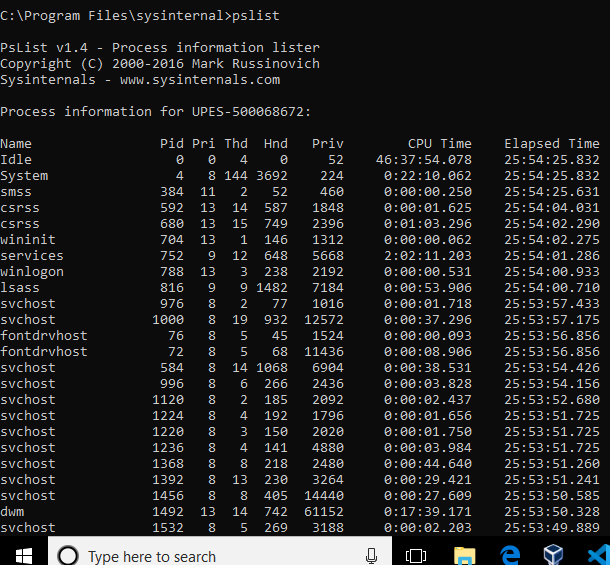 C:\Program Files\sysinternal>pslist
PsList v1.4 - Process information lister
Copyright (C) 2000-2016 Mark Russinovich
Sysinternals - www.sysinternals.com
Process information for UPES-500068672:
Name Pid Pri Thd Hnd Priv CPU Time Elapsed Time
Idle 0 0 4 0 52 46:37:54.078 25:54:25.832
System 4 8 144 3692 224 0:22:10.062 25:54:25.832
smss 384 11 2 52 460 0:00:00.250 25:54:25.631
csrss 592 13 14 587 1848 0:00:01.625 25:54:04.031
csrss 680 13 15 749 2396 0:01:03.296 25:54:02.290
wininit 704 13 1 146 1312 0:00:00.062 25:54:02.275
services 752 9 12 648 5668 2:02:11.203 25:54:01.286
winlogon 788 13 3 238 2192 0:00:00.531 25:54:00.933
lsass 816 9 9 1482 7184 0:00:53.906 25:54:00.710
svchost 976 8 2 77 1016 0:00:01.718 25:53:57.433
svchost 1000 8 19 932 12572 0:00:37.296 25:53:57.175
fontdrvhost 76 8 5 45 1524 0:00:00.093 25:53:56.856
fontdrvhost 72 8 5 68 11436 0:00:08.906 25:53:56.856
svchost 584 8 14 1068 6904 0:00:38.531 25:53:54.426
svchost 996 8 6 266 2436 0:00:03.828 25:53:54.156
svchost 1120 8 2 185 2092 0:00:02.437 25:53:52.680
svchost 1224 8 4 192 1796 0:00:01.656 25:53:51.725
svchost 1220 8 3 150 2020 0:00:01.750 25:53:51.725
svchost 1236 8 4 141 4880 0:00:03.984 25:53:51.725
svchost 1368 8 8 218 2480 0:00:44.640 25:53:51.260
svchost 1392 8 13 230 3264 0:00:29.421 25:53:51.241
svchost 1456 8 8 405 14440 0:00:27.609 25:53:50.585
dwm 1492 13 14 742 61152 0:17:39.171 25:53:50.328
svchost 1532 8 5 269 3188 0:00:02.203 25:53:49.889
Type here to search